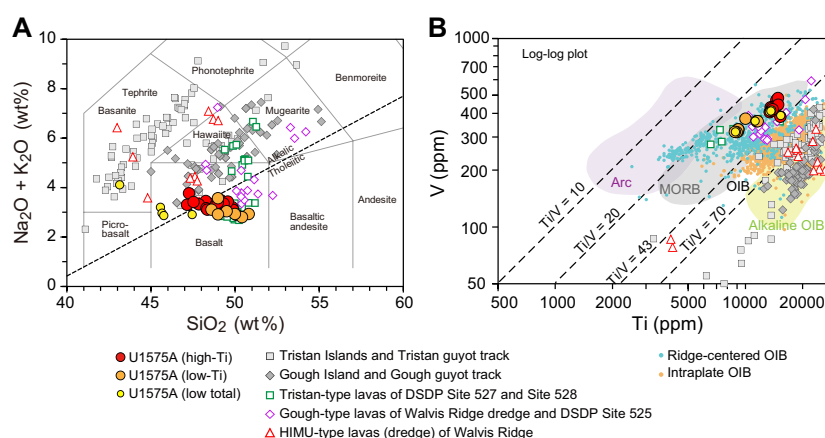 A
Na2O + K2O (wt%)
10
8
6
4
2
0
40
45
50
55
60
SiO2 (wt%)
Phonotephrite
Tephrite
Benmoreite
Basanite
Mugearite
Hawaiite
Alkalic
Tholeiitic
Picro-
basalt
Basalt
Basaltic
andesite
Andesite
B
Log-log plot
V (ppm)
1000
500
400
300
200
100
50
500
1000
5000
10000
20000
Ti (ppm)
Arc
MORB
OIB
Alkaline OIB
Ti/V = 10
Ti/V = 20
Ti/V = 43
Ti/V = 70
U1575A (high-Ti)
U1575A (low-Ti)
U1575A (low total)
Tristan Islands and Tristan guyot track
Gough Island and Gough guyot track
Tristan-type lavas of DSDP Site 527 and Site 528
Gough-type lavas of Walvis Ridge dredge and DSDP Site 525
HIMU-type lavas (dredge) of Walvis Ridge
Ridge-centered OIB
Intraplate OIB